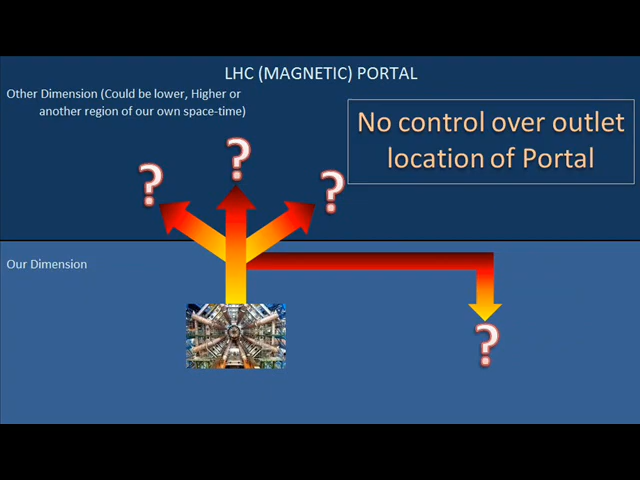 LHC (MAGNETIC) PORTAL
Other Dimension (Could be lower, Higher or
another region of our own space-time)
No control over outlet
location of Portal
?
?
?
Our Dimension
?